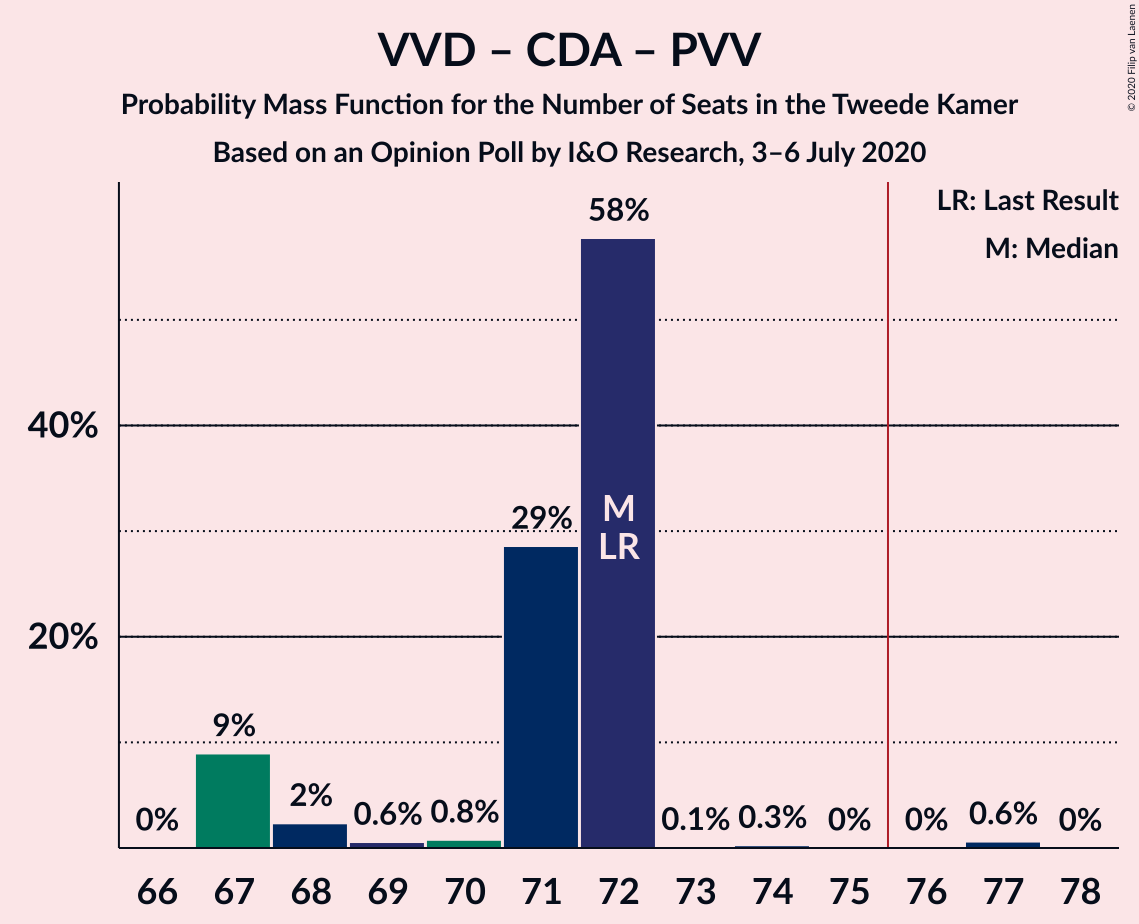 VVD – CDA – PVV
Probability Mass Function for the Number of Seats in the Tweede Kamer
Based on an Opinion Poll by I&O Research, 3–6 July 2020
© 2020 Filip van Laenen
LR: Last Result
M: Median
58%
40%
M
29%
LR
20%
9%
2%
0% 0.6% 0.8% 0.1% 0.3% 0% 0% 0.6% 0%
66 67 68 69 70 71 72 73 74 75 76 77 78